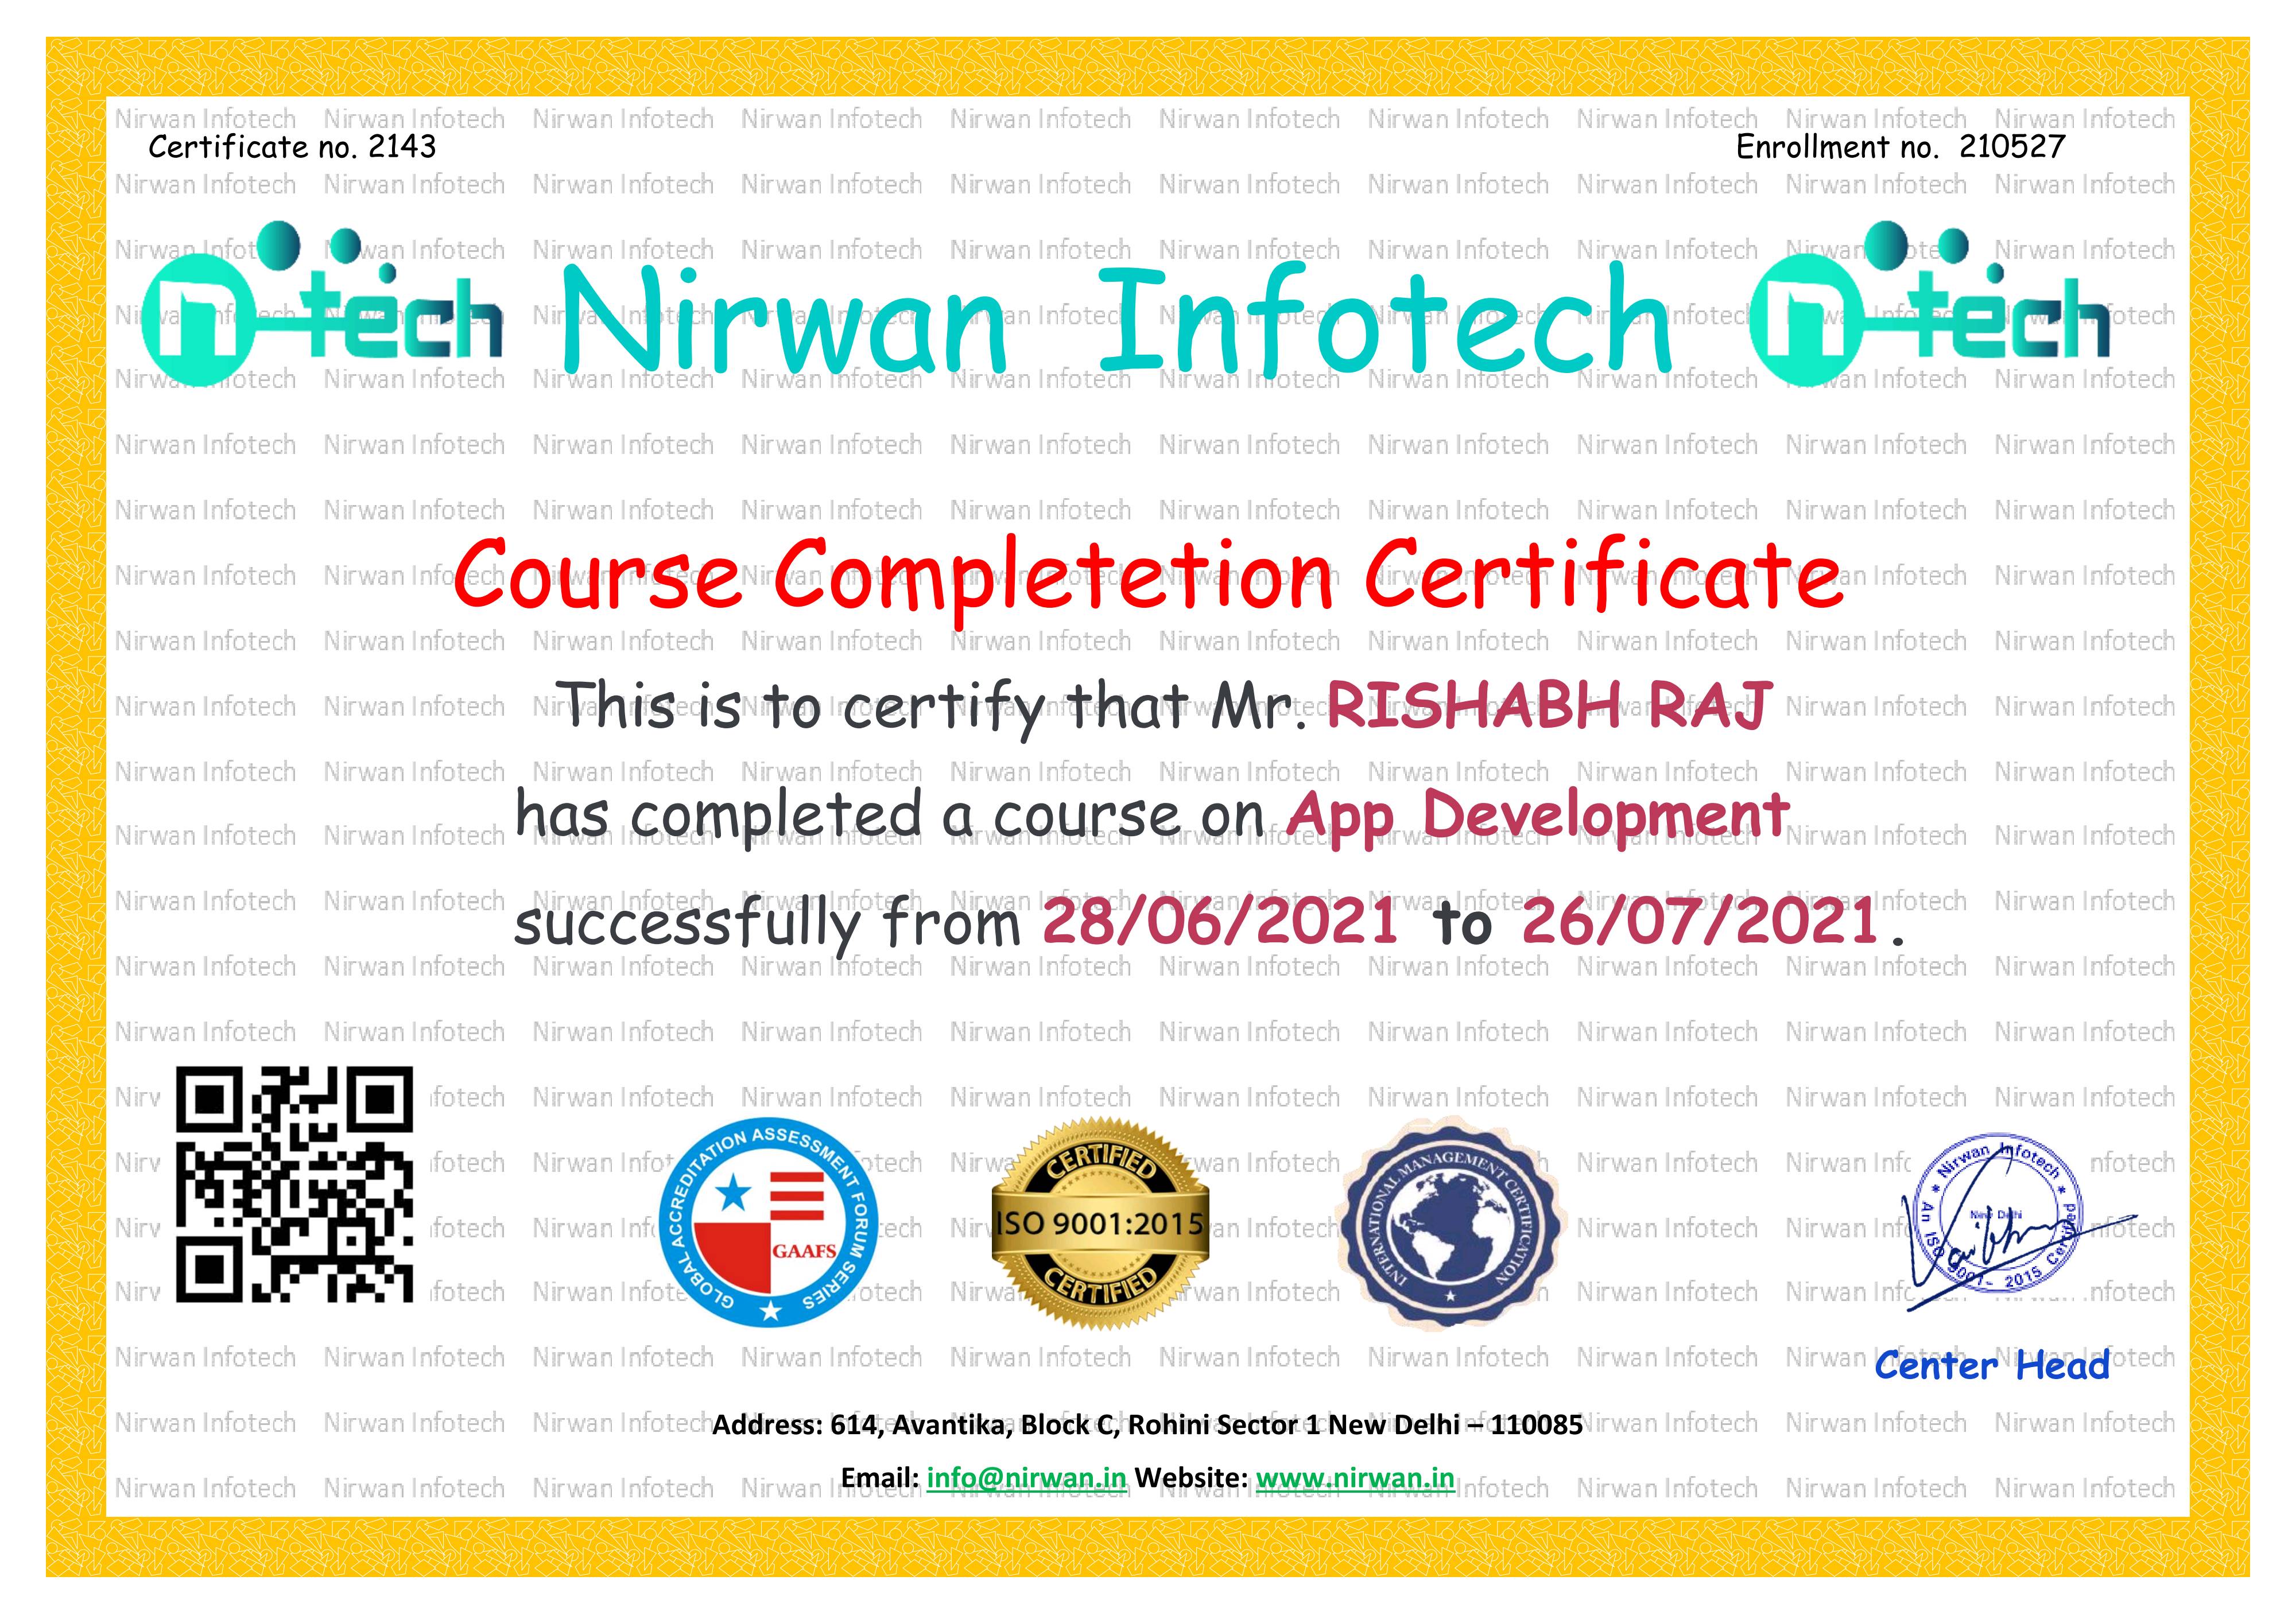 Certificate no. 2143
Enrollment no. 210527
n-tech Nirwan Infotech n-tech
Course Completetion Certificate
This is to certify that Mr. RISHABH RAJ
has completed a course on App Development
successfully from 28/06/2021 to 26/07/2021.
GLOBAL ACCREDITATION ASSESSMENT FORUM SERIES
GAAFS
CERTIFIED
ISO 9001:2015
CERTIFIED
INTERNATIONAL MANAGEMENT CERTIFICATION
* Nirwan Infotech *
New Delhi
An ISO 9001- 2015 Certified
Center Head
Address: 614, Avantika, Block C, Rohini Sector 1 New Delhi – 110085
Email: info@nirwan.in Website: www.nirwan.in
Nirwan Infotech